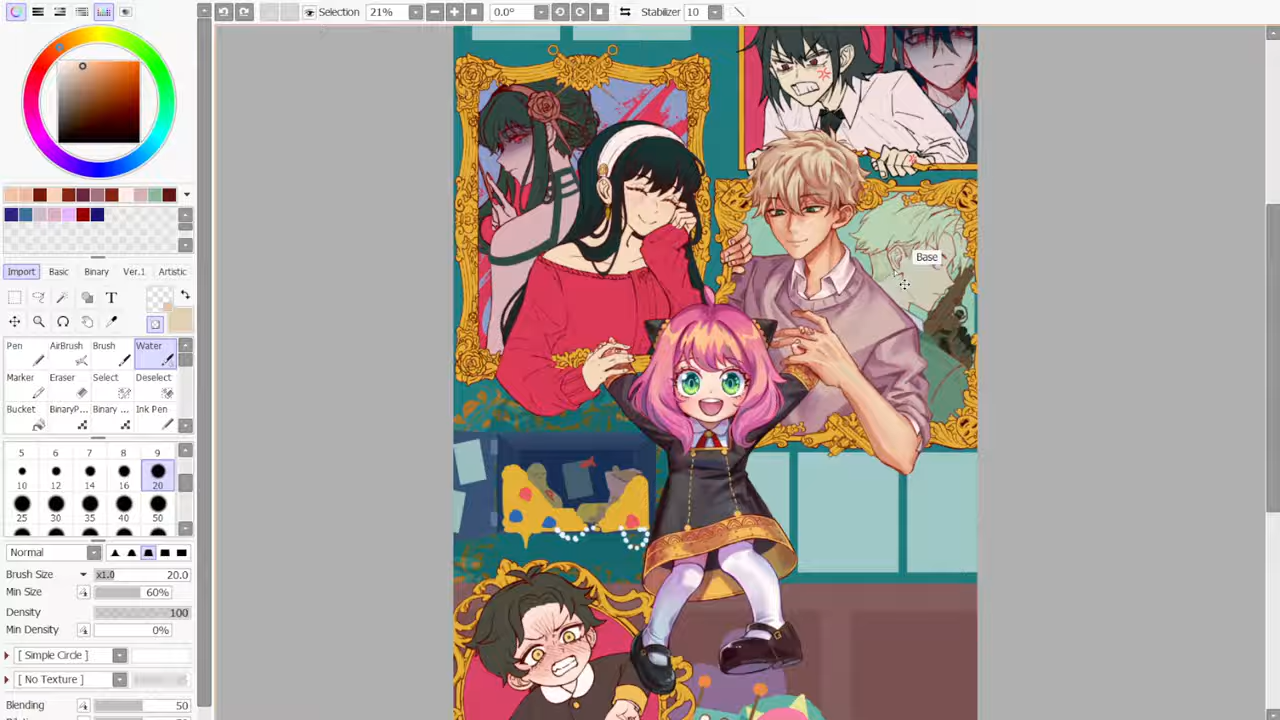 Selection 21% 0.0° Stabilizer 10
Base
Import Basic Binary Ver.1 Artistic
T
Pen AirBrush Brush Water
Marker Eraser Select Deselect
Bucket BinaryP... Binary ... Ink Pen
5 6 7 8 9
10 12 14 16 20
25 30 35 40 50
Normal
Brush Size x1.0 20.0
Min Size 60%
Density 100
Min Density 0%
[ Simple Circle ]
[ No Texture ]
Blending 50